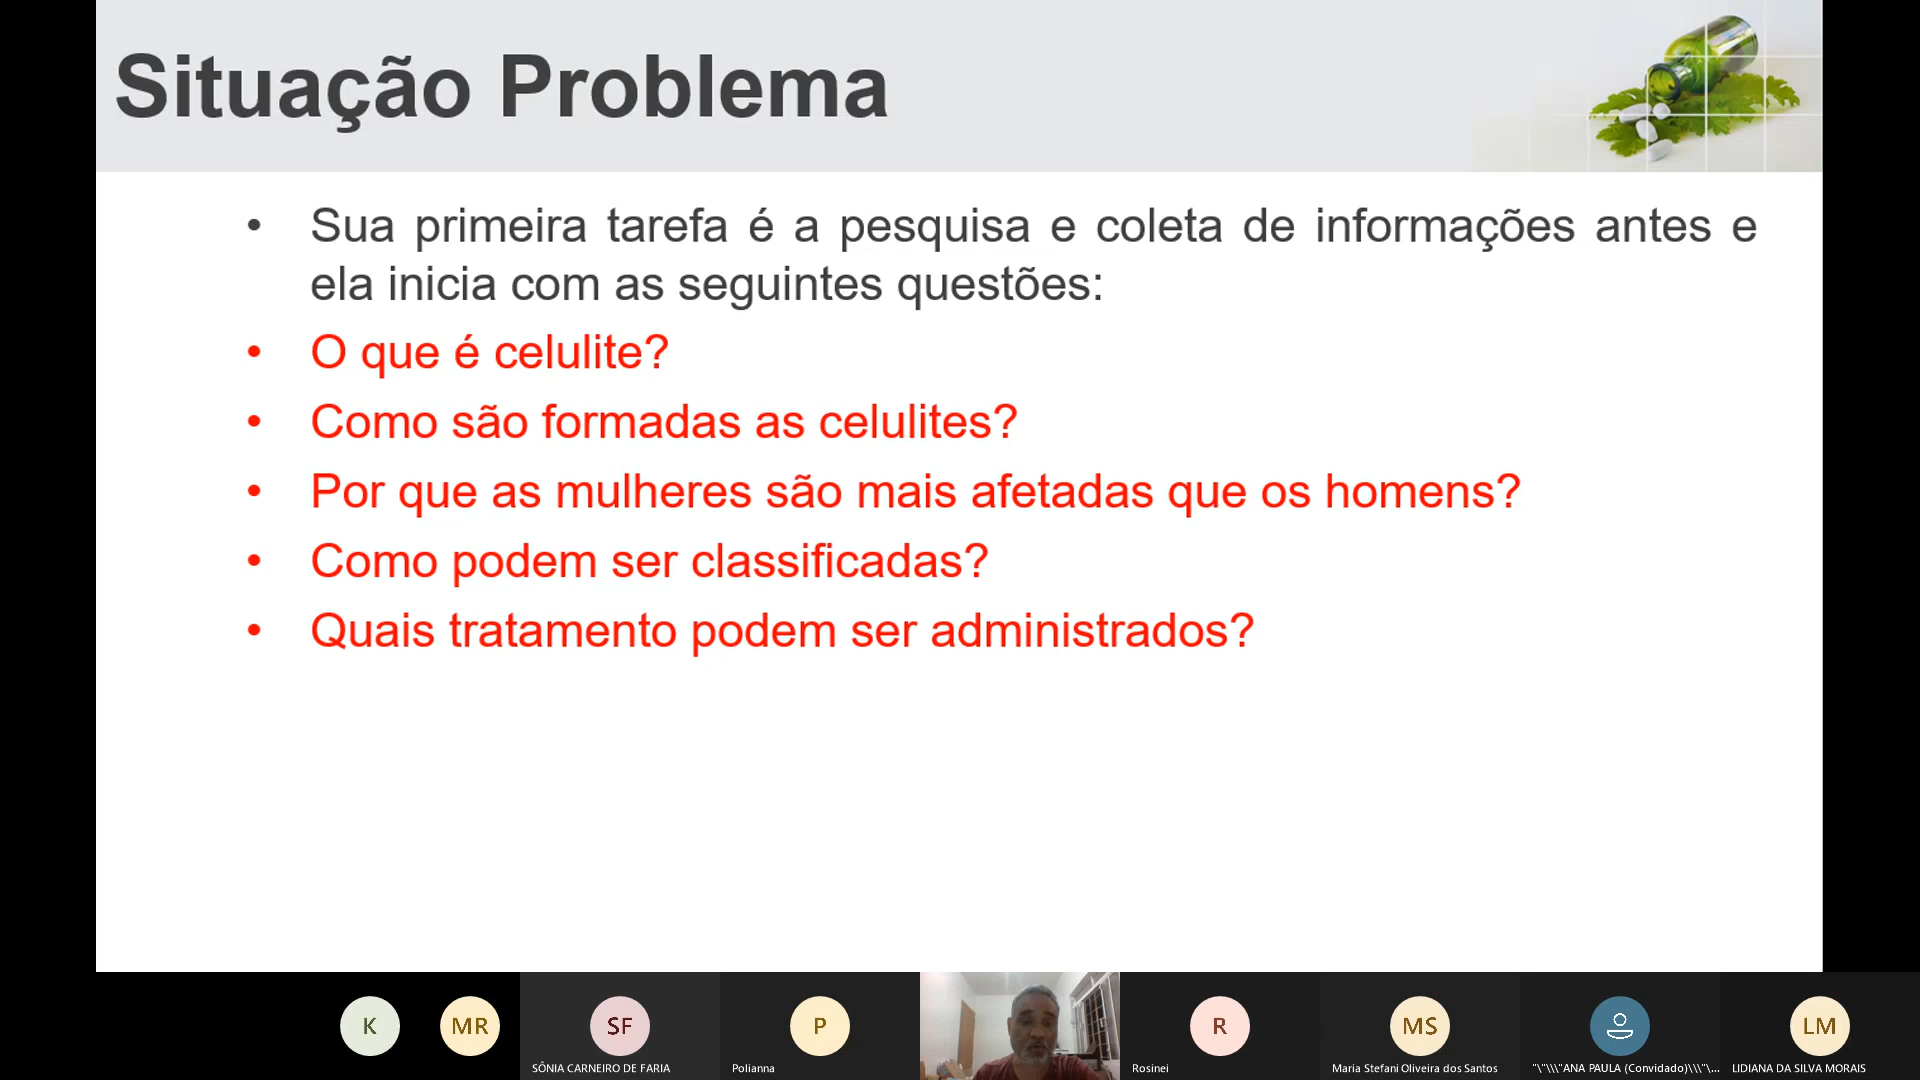 Situação Problema
• Sua primeira tarefa é a pesquisa e coleta de informações antes e
ela inicia com as seguintes questões:
• O que é celulite?
• Como são formadas as celulites?
• Por que as mulheres são mais afetadas que os homens?
• Como podem ser classificadas?
• Quais tratamento podem ser administrados?
K
MR
SF
P
R
MS
LM
SÔNIA CARNEIRO DE FARIA
Polianna
Rosinei
Maria Stefani Oliveira dos Santos
"\"\\\"ANA PAULA (Convidado)\\\"\...
LIDIANA DA SILVA MORAIS